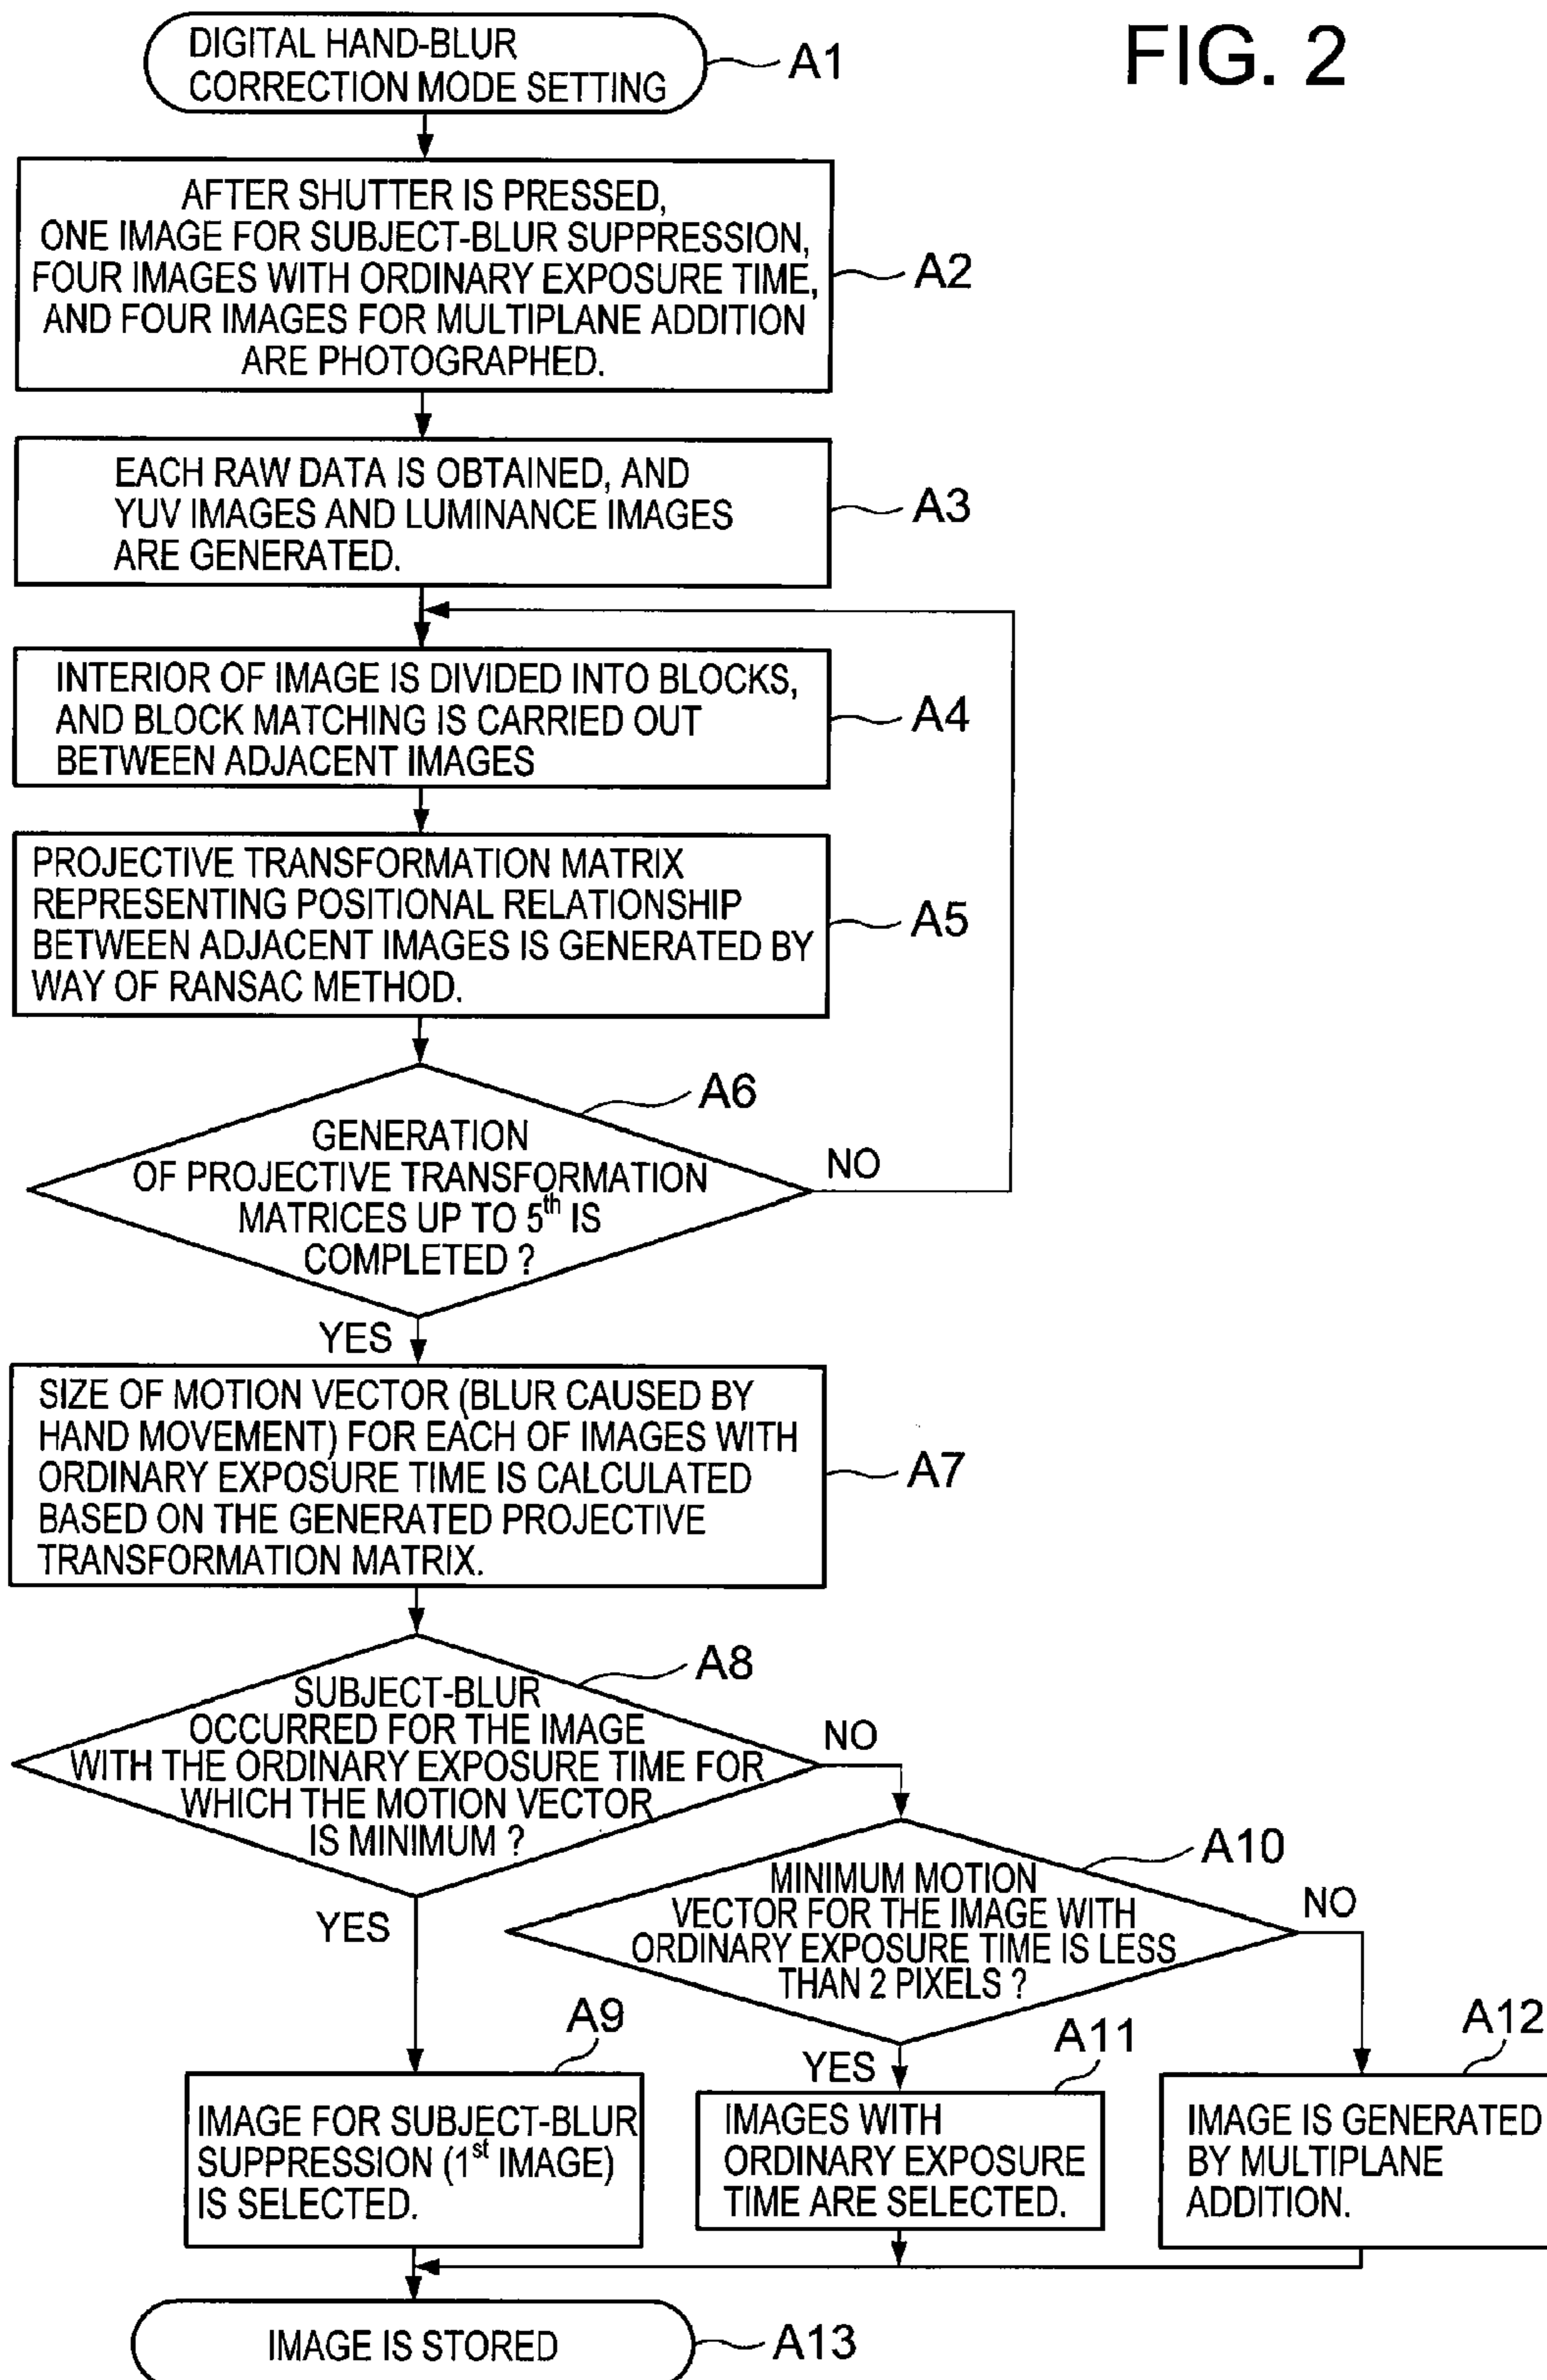 FIG. 2
DIGITAL HAND-BLUR
CORRECTION MODE SETTING
A1
AFTER SHUTTER IS PRESSED,
ONE IMAGE FOR SUBJECT-BLUR SUPPRESSION,
FOUR IMAGES WITH ORDINARY EXPOSURE TIME,
AND FOUR IMAGES FOR MULTIPLANE ADDITION
ARE PHOTOGRAPHED.
A2
EACH RAW DATA IS OBTAINED, AND
YUV IMAGES AND LUMINANCE IMAGES
ARE GENERATED.
A3
INTERIOR OF IMAGE IS DIVIDED INTO BLOCKS,
AND BLOCK MATCHING IS CARRIED OUT
BETWEEN ADJACENT IMAGES
A4
PROJECTIVE TRANSFORMATION MATRIX
REPRESENTING POSITIONAL RELATIONSHIP
BETWEEN ADJACENT IMAGES IS GENERATED BY
WAY OF RANSAC METHOD.
A5
A6
GENERATION
OF PROJECTIVE TRANSFORMATION
MATRICES UP TO 5th IS
COMPLETED ?
NO
YES
SIZE OF MOTION VECTOR (BLUR CAUSED BY
HAND MOVEMENT) FOR EACH OF IMAGES WITH
ORDINARY EXPOSURE TIME IS CALCULATED
BASED ON THE GENERATED PROJECTIVE
TRANSFORMATION MATRIX.
A7
A8
SUBJECT-BLUR
OCCURRED FOR THE IMAGE
WITH THE ORDINARY EXPOSURE TIME FOR
WHICH THE MOTION VECTOR
IS MINIMUM ?
NO
YES
A10
MINIMUM MOTION
VECTOR FOR THE IMAGE WITH
ORDINARY EXPOSURE TIME IS LESS
THAN 2 PIXELS ?
NO
YES
A9
IMAGE FOR SUBJECT-BLUR
SUPPRESSION (1st IMAGE)
IS SELECTED.
A11
IMAGES WITH
ORDINARY EXPOSURE
TIME ARE SELECTED.
A12
IMAGE IS GENERATED
BY MULTIPLANE
ADDITION.
IMAGE IS STORED
A13